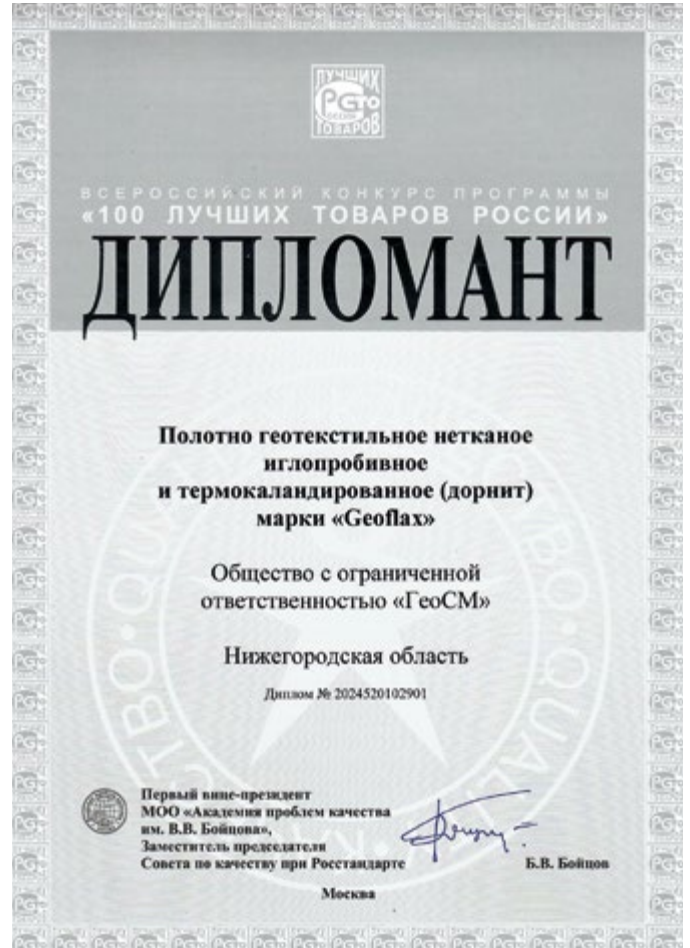 ЛУЧШИХ
ТОВАРОВ
ВСЕРОССИЙСКИЙ КОНКУРС ПРОГРАММЫ
«100 ЛУЧШИХ ТОВАРОВ РОССИИ»
ДИПЛОМАНТ
Полотно геотекстильное нетканое
иглопробивное
и термокаландированное (дорнит)
марки «Geoflax»
Общество с ограниченной
ответственностью «ГеоСМ»
Нижегородская область
Диплом № 2024520102901
Первый вице-президент
МОО «Академия проблем качества
им. В.В. Бойцова»,
Заместитель председателя
Совета по качеству при Росстандарте
Б.В. Бойцов
Москва